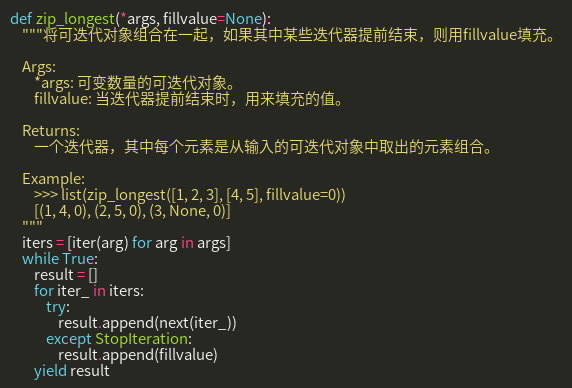 def zip_longest(*args, fillvalue=None):
"""将可迭代对象组合在一起，如果其中某些迭代器提前结束，则用fillvalue填充。
Args:
*args: 可变数量的可迭代对象。
fillvalue: 当迭代器提前结束时，用来填充的值。
Returns:
一个迭代器，其中每个元素是从输入的可迭代对象中取出的元素组合。
Example:
>>> list(zip_longest([1, 2, 3], [4, 5], fillvalue=0))
[(1, 4, 0), (2, 5, 0), (3, None, 0)]
"""
iters = [iter(arg) for arg in args]
while True:
result = []
for iter_ in iters:
try:
result.append(next(iter_))
except StopIteration:
result.append(fillvalue)
yield result